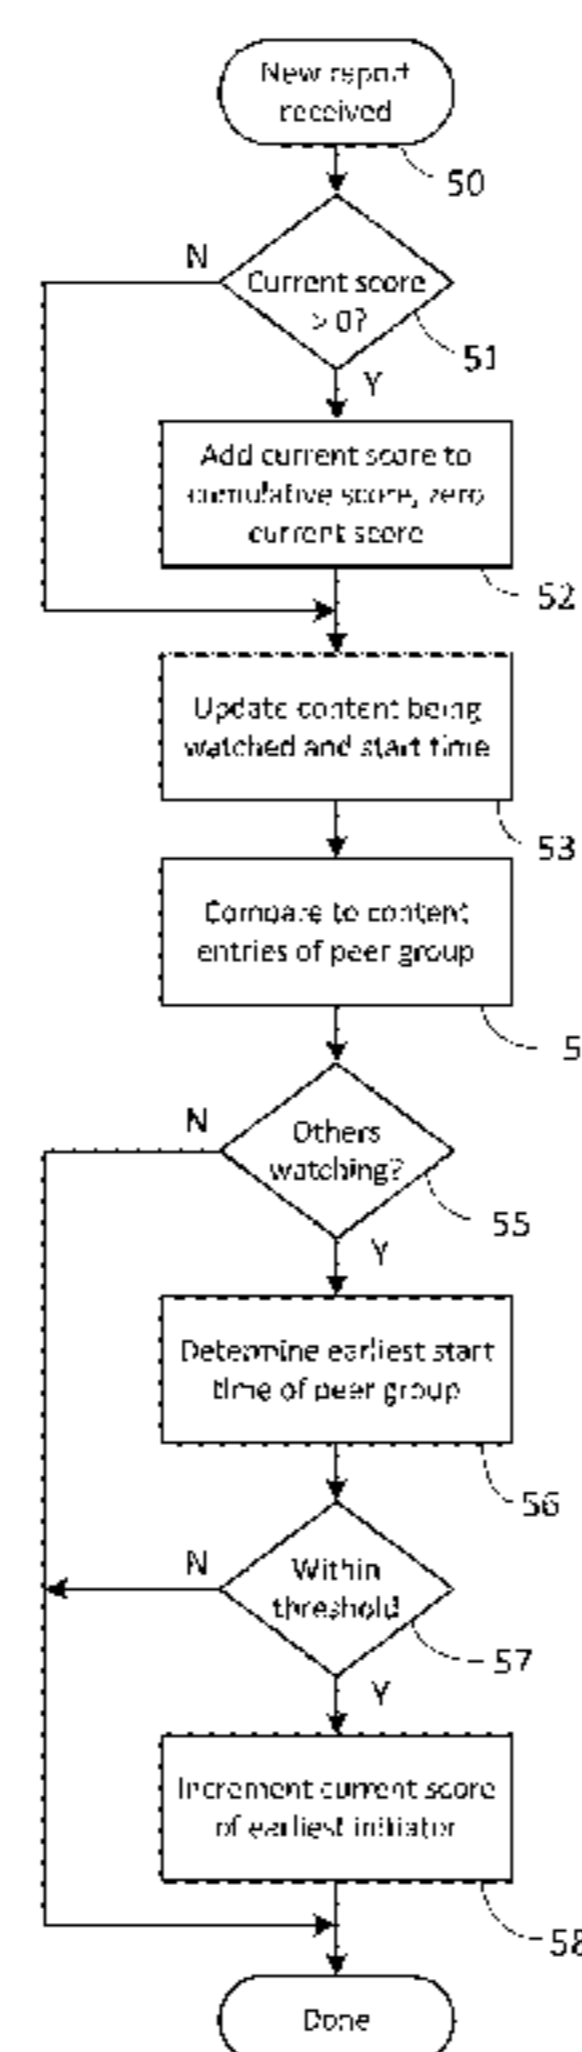 New report
received
50
N
Current score
> 0?
51
Y
Add current score to
cumulative score, zero
current score
52
Update content being
watched and start time
53
Compare to content
entries of peer group
5
N
Others
watching?
55
Y
Determine earliest start
time of peer group
56
N
Within
threshold
57
Y
Increment current score
of earliest initiator
58
Done